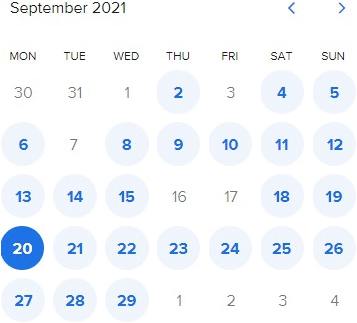 September 2021
MON TUE WED THU FRI SAT SUN
30 31 1 2 3 4 5
6 7 8 9 10 11 12
13 14 15 16 17 18 19
20 21 22 23 24 25 26
27 28 29 1 2 3 4